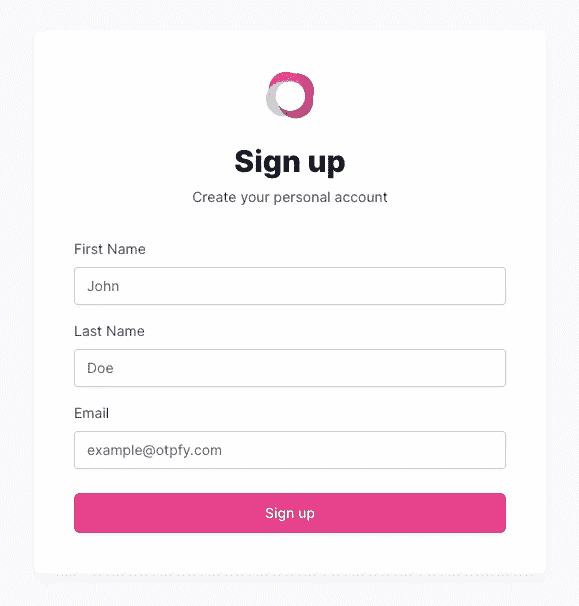 Sign up
Create your personal account
First Name
John
Last Name
Doe
Email
example@otpfy.com
Sign up